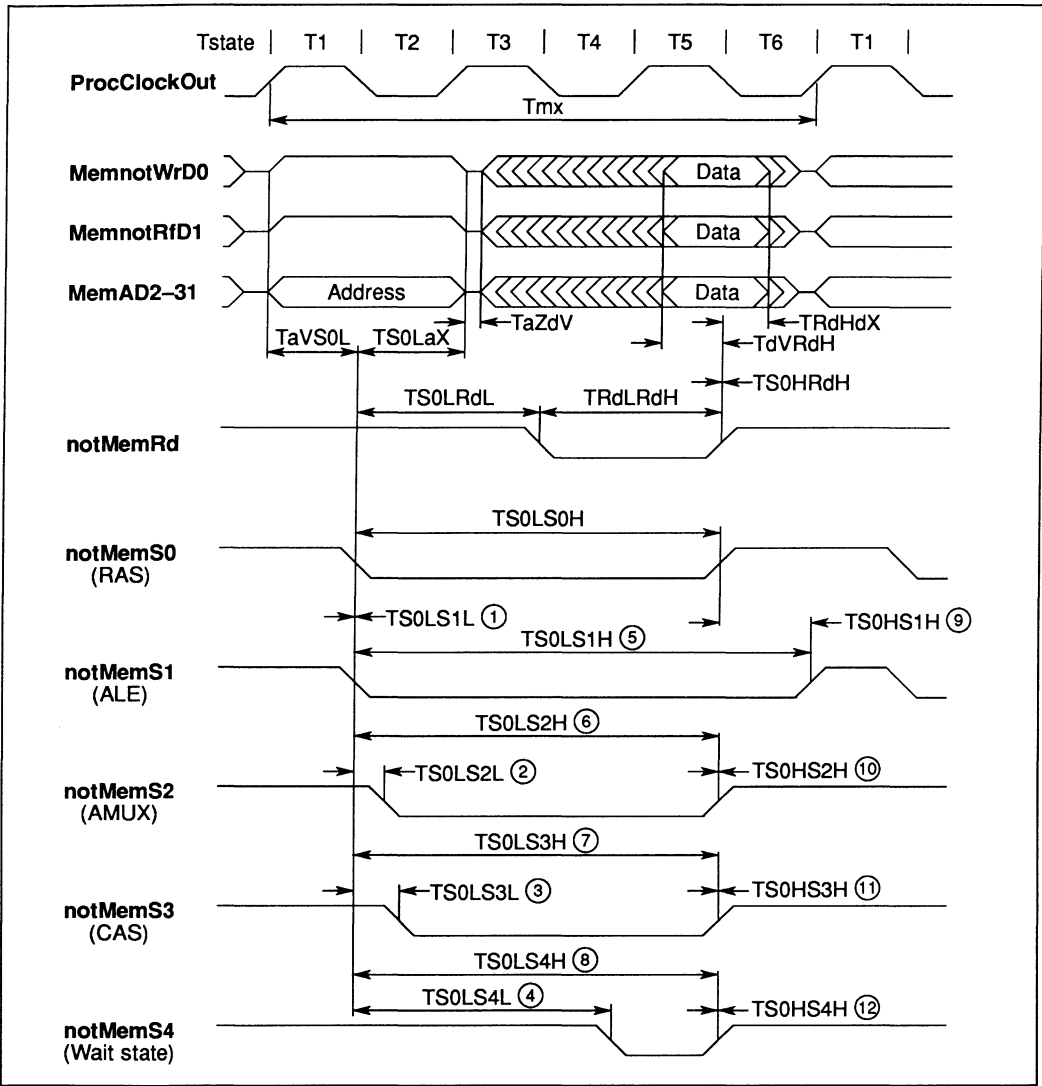 Tstate | T1 | T2 | T3 | T4 | T5 | T6 | T1 |
ProcClockOut
Tmx
MemnotWrD0 Data
MemnotRfD1 Data
MemAD2–31 Address Data
TaZdV TRdHdX
TaVS0L TS0LaX TdVRdH
TS0HRdH
TS0LRdL TRdLRdH
notMemRd
TS0LS0H
notMemS0
(RAS)
TS0LS1L ① TS0HS1H ⑨
TS0LS1H ⑤
notMemS1
(ALE)
TS0LS2H ⑥
TS0LS2L ② TS0HS2H ⑩
notMemS2
(AMUX)
TS0LS3H ⑦
TS0LS3L ③ TS0HS3H ⑪
notMemS3
(CAS)
TS0LS4H ⑧
TS0LS4L ④ TS0HS4H ⑫
notMemS4
(Wait state)